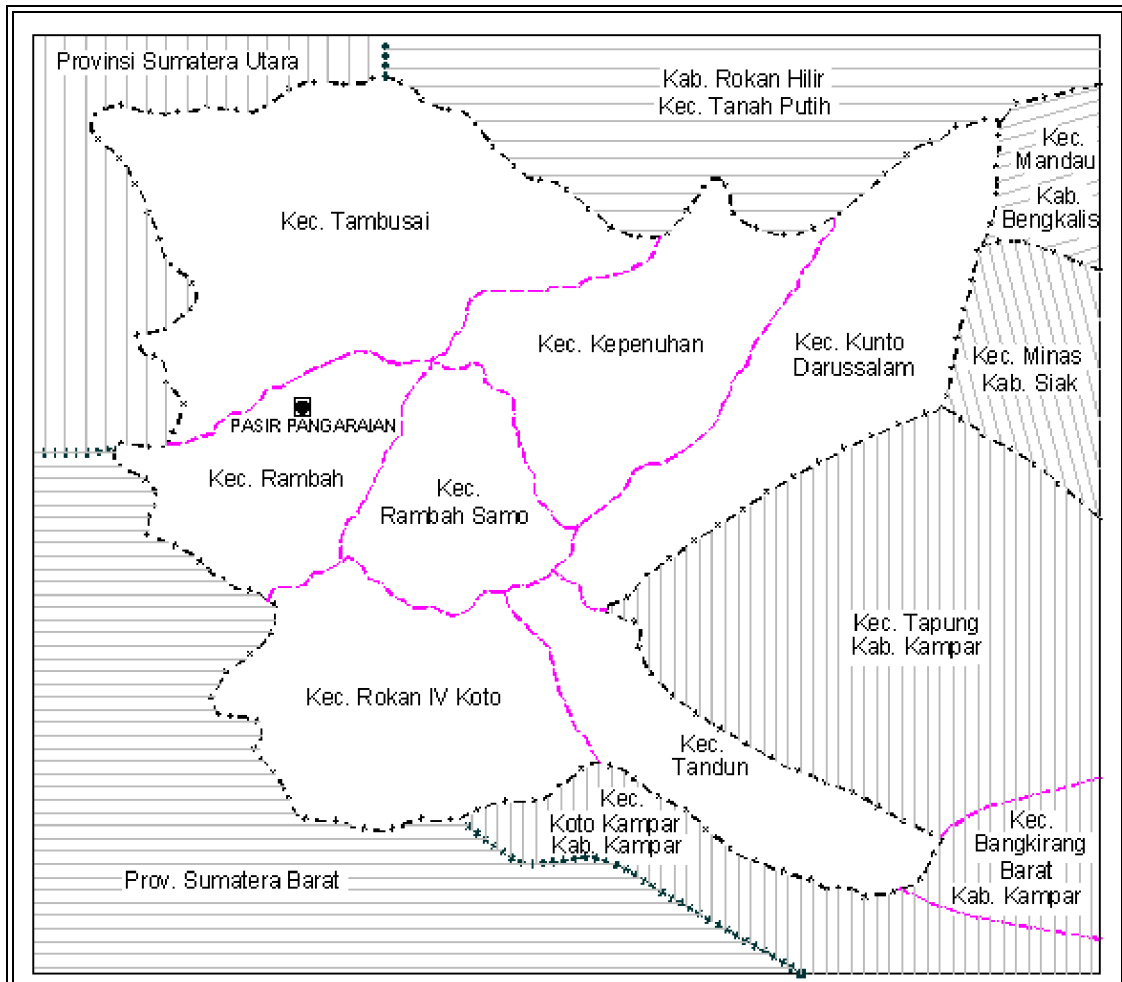 Provinsi Sumatera Utara
Kab. Rokan Hilir
Kec. Tanah Putih
Kec.
Mandau
Kab.
Bengkalis
Kec. Tambusai
Kec. Kepenuhan
Kec. Kunto
Darussalam
Kec. Minas
Kab. Siak
PASIR PANGARAIAN
Kec. Rambah
Kec.
Rambah Samo
Kec. Tapung
Kab. Kampar
Kec. Rokan IV Koto
Kec.
Tandun
Kec.
Koto Kampar
Kab. Kampar
Kec.
Bangkirang
Barat
Kab. Kampar
Prov. Sumatera Barat